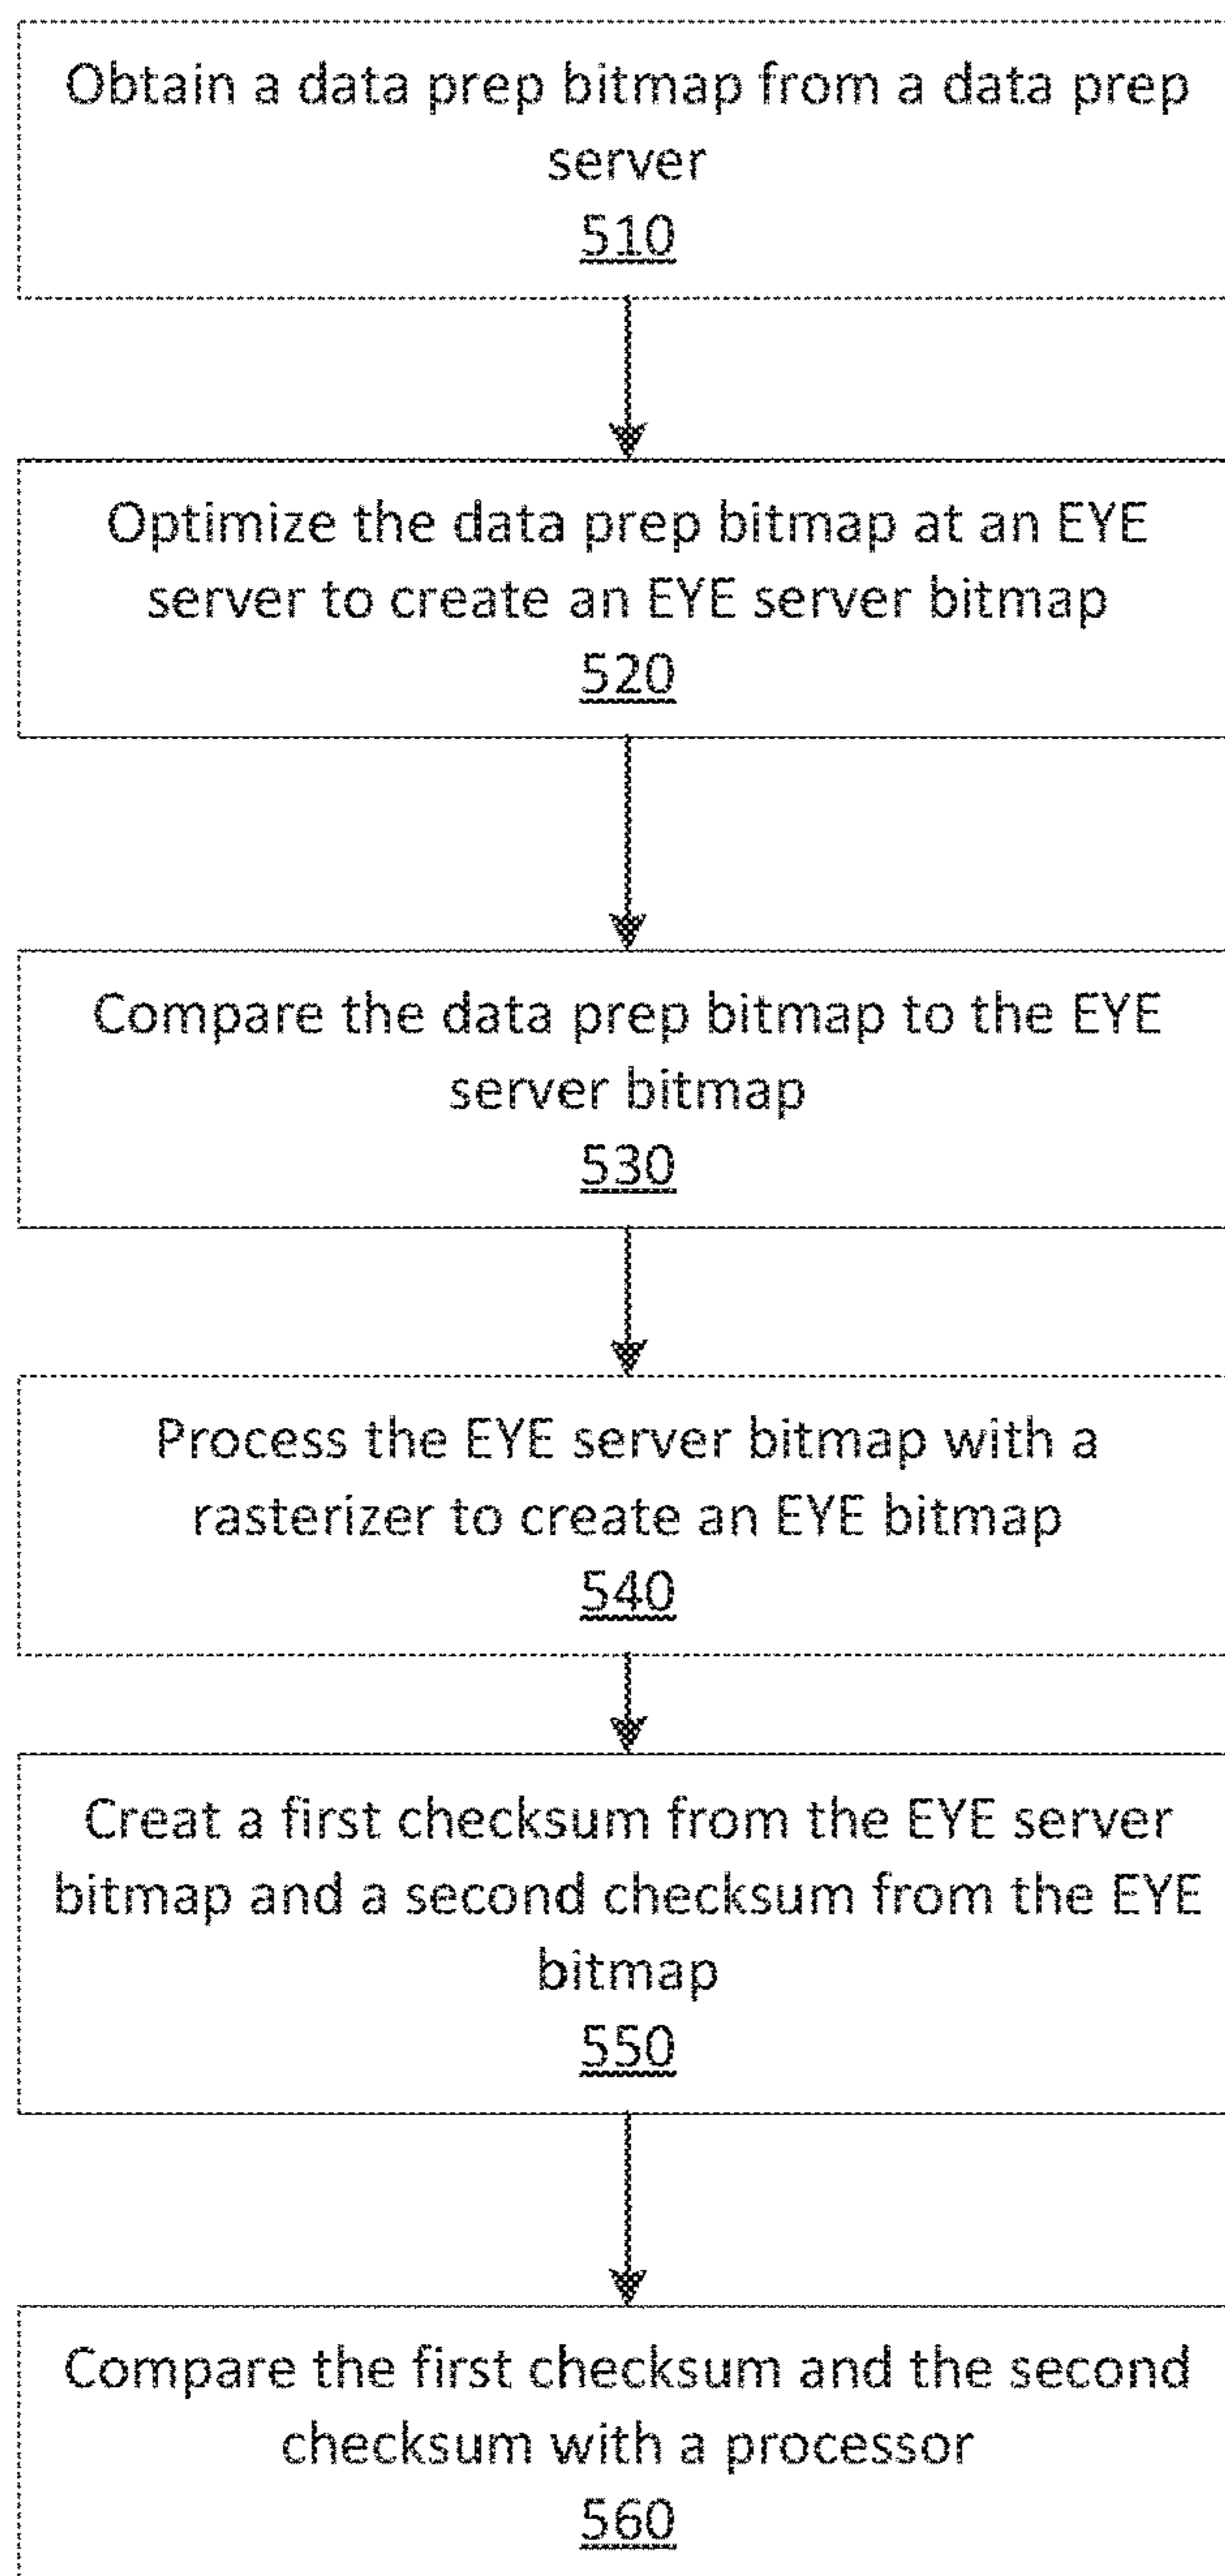 Obtain a data prep bitmap from a data prep
server
510
Optimize the data prep bitmap at an EYE
server to create an EYE server bitmap
520
Compare the data prep bitmap to the EYE
server bitmap
530
Process the EYE server bitmap with a
rasterizer to create an EYE bitmap
540
Creat a first checksum from the EYE server
bitmap and a second checksum from the EYE
bitmap
550
Compare the first checksum and the second
checksum with a processor
560